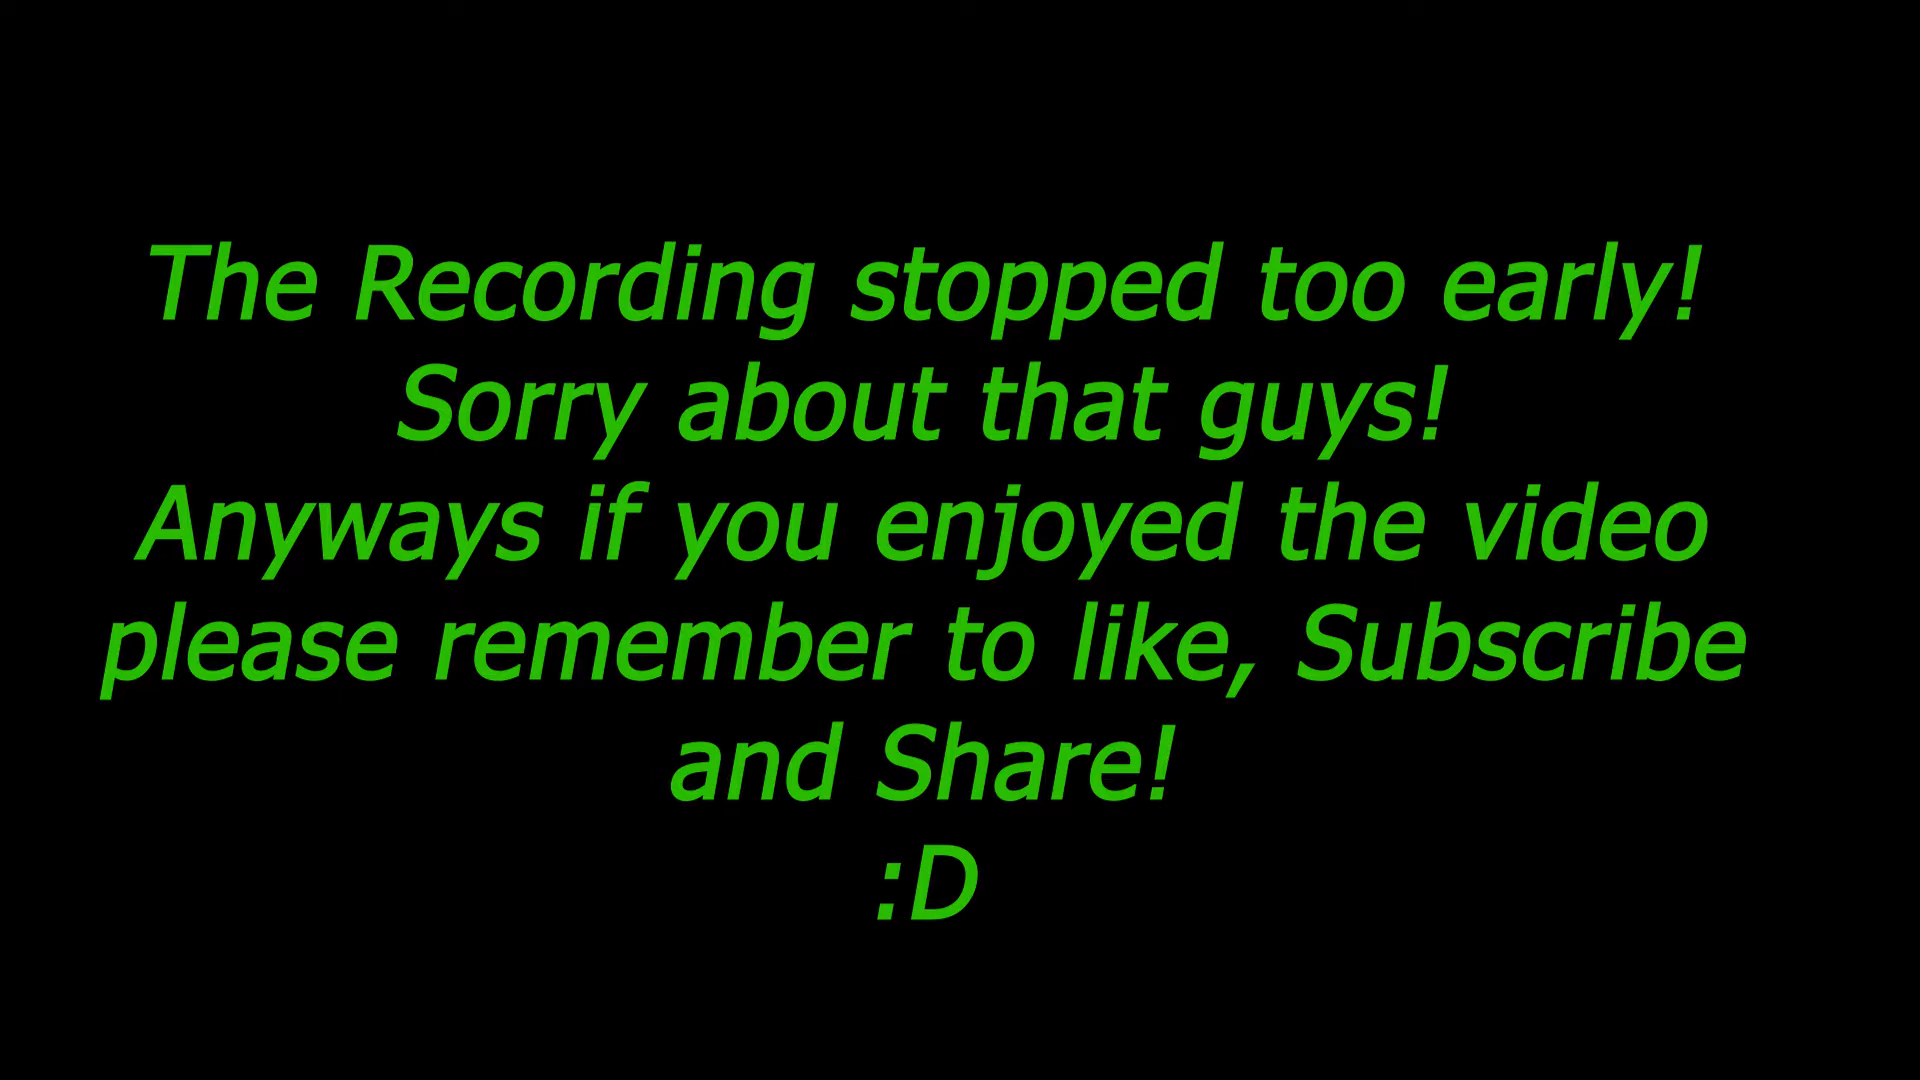 The Recording stopped too early!
Sorry about that guys!
Anyways if you enjoyed the video
please remember to like, Subscribe
and Share!
:D